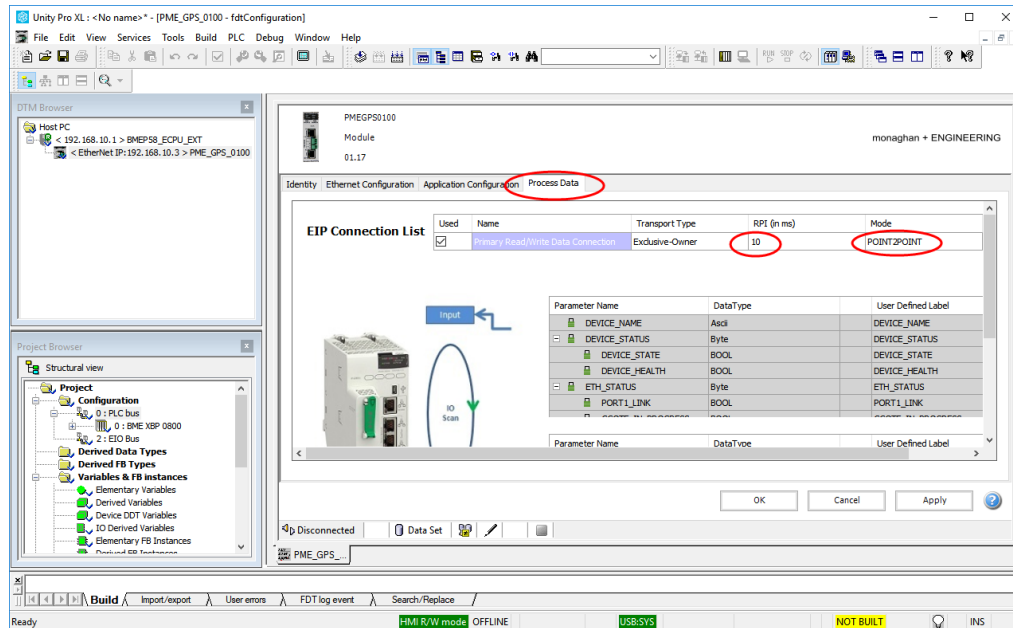 Unity Pro XL : <No name>* - [PME_GPS_0100 - fdtConfiguration]
File Edit View Services Tools Build PLC Debug Window Help
DTM Browser
Host PC
< 192.168.10.1 > BMEP58_ECPU_EXT
< EtherNet IP:192.168.10.3 > PME_GPS_0100
PMEGPS0100
Module
01.17
monaghan + ENGINEERING
Identity Ethernet Configuration Application Configuration Process Data
EIP Connection List
Used Name Transport Type RPI (in ms) Mode
Primary Read/Write Data Connection Exclusive-Owner 10 POINT2POINT
Input
IO
Scan
Parameter Name DataType User Defined Label
DEVICE_NAME Ascii DEVICE_NAME
DEVICE_STATUS Byte DEVICE_STATUS
DEVICE_STATE BOOL DEVICE_STATE
DEVICE_HEALTH BOOL DEVICE_HEALTH
ETH_STATUS Byte ETH_STATUS
PORT1_LINK BOOL PORT1_LINK
Parameter Name DataType User Defined Label
Project Browser
Structural view
Project
Configuration
0 : PLC bus
0 : BME XBP 0800
2 : EIO Bus
Derived Data Types
Derived FB Types
Variables & FB instances
Elementary Variables
Derived Variables
Device DDT Variables
IO Derived Variables
Elementary FB Instances
Derived FB Instances
OK Cancel Apply
Disconnected Data Set
PME_GPS_...
Build Import/export User errors FDT log event Search/Replace
Ready HMI R/W mode OFFLINE USB:SYS NOT BUILT INS